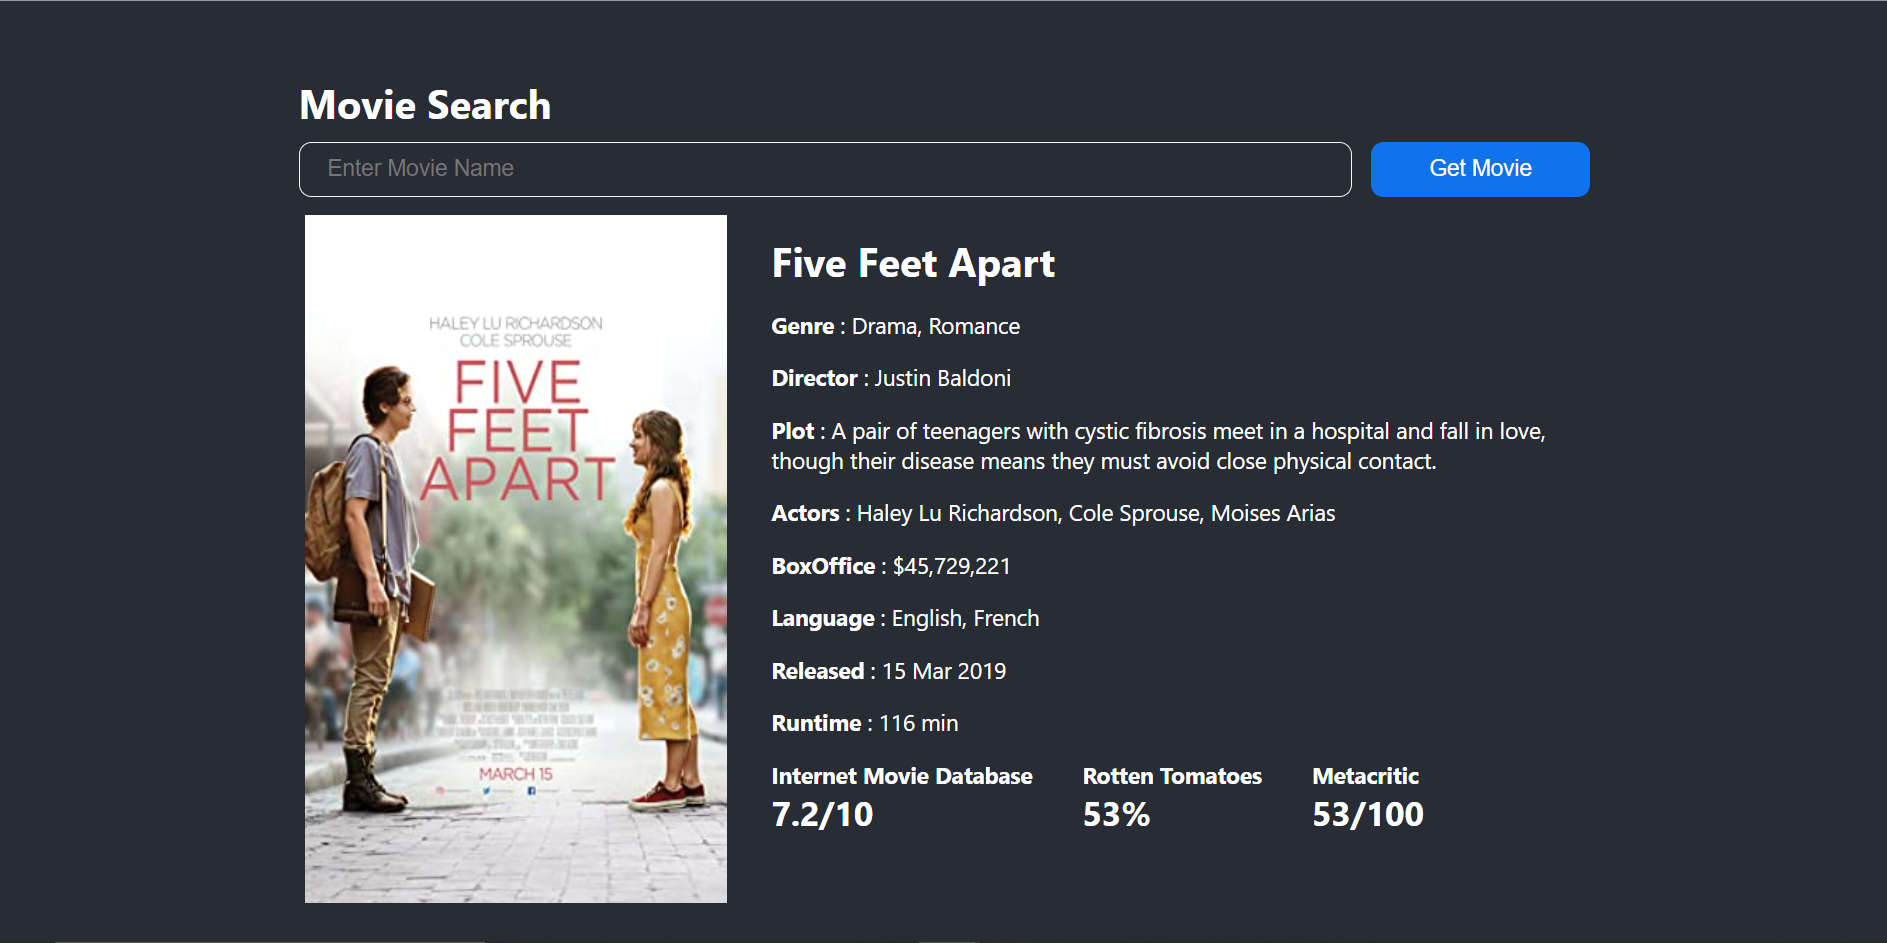 Movie Search
Enter Movie Name
Get Movie
HALEY LU RICHARDSON
COLE SPROUSE
FIVE
FEET
APART
MARCH 15
Five Feet Apart
Genre : Drama, Romance
Director : Justin Baldoni
Plot : A pair of teenagers with cystic fibrosis meet in a hospital and fall in love,
though their disease means they must avoid close physical contact.
Actors : Haley Lu Richardson, Cole Sprouse, Moises Arias
BoxOffice : $45,729,221
Language : English, French
Released : 15 Mar 2019
Runtime : 116 min
Internet Movie Database Rotten Tomatoes Metacritic
7.2/10 53% 53/100